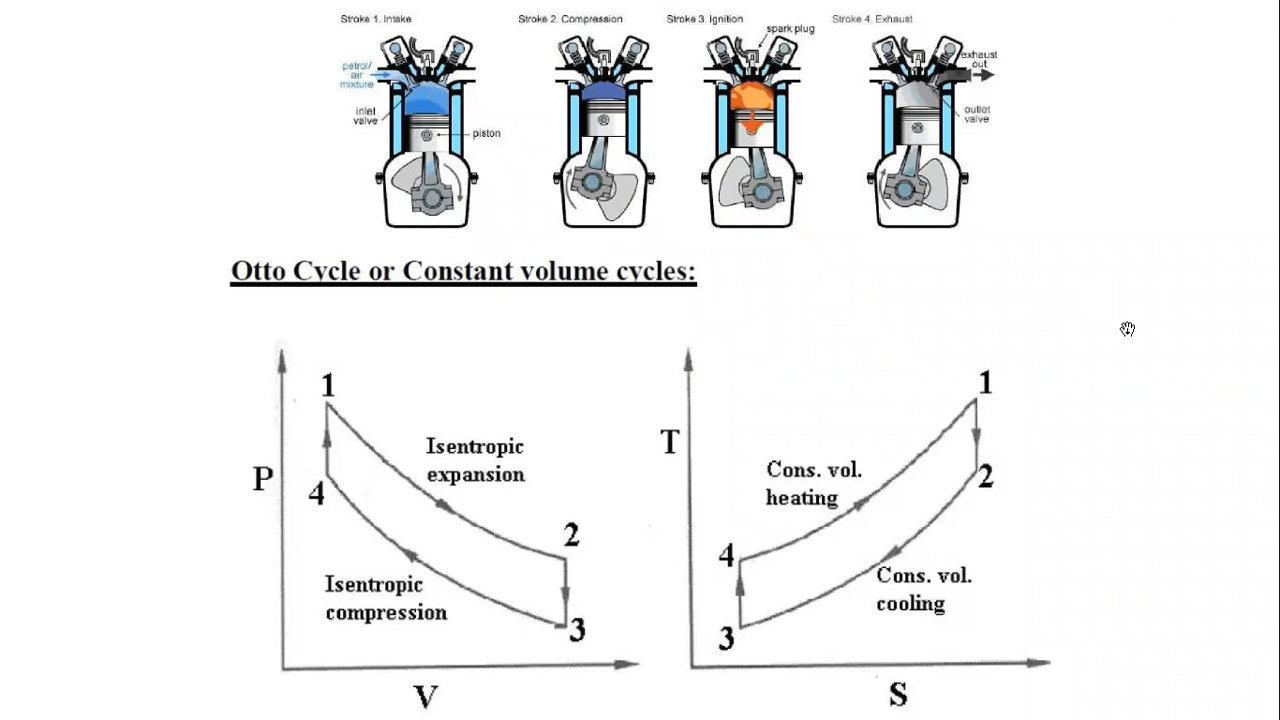 Stroke 1. Intake
Stroke 2. Compression
Stroke 3. Ignition
Stroke 4. Exhaust
spark plug
petrol/
air
mixture
exhaust
out
inlet
valve
outlet
valve
piston
Otto Cycle or Constant volume cycles:
1
Isentropic
expansion
P
4
2
Isentropic
compression
3
V
1
T
Cons. vol.
heating
2
4
Cons. vol.
cooling
3
S